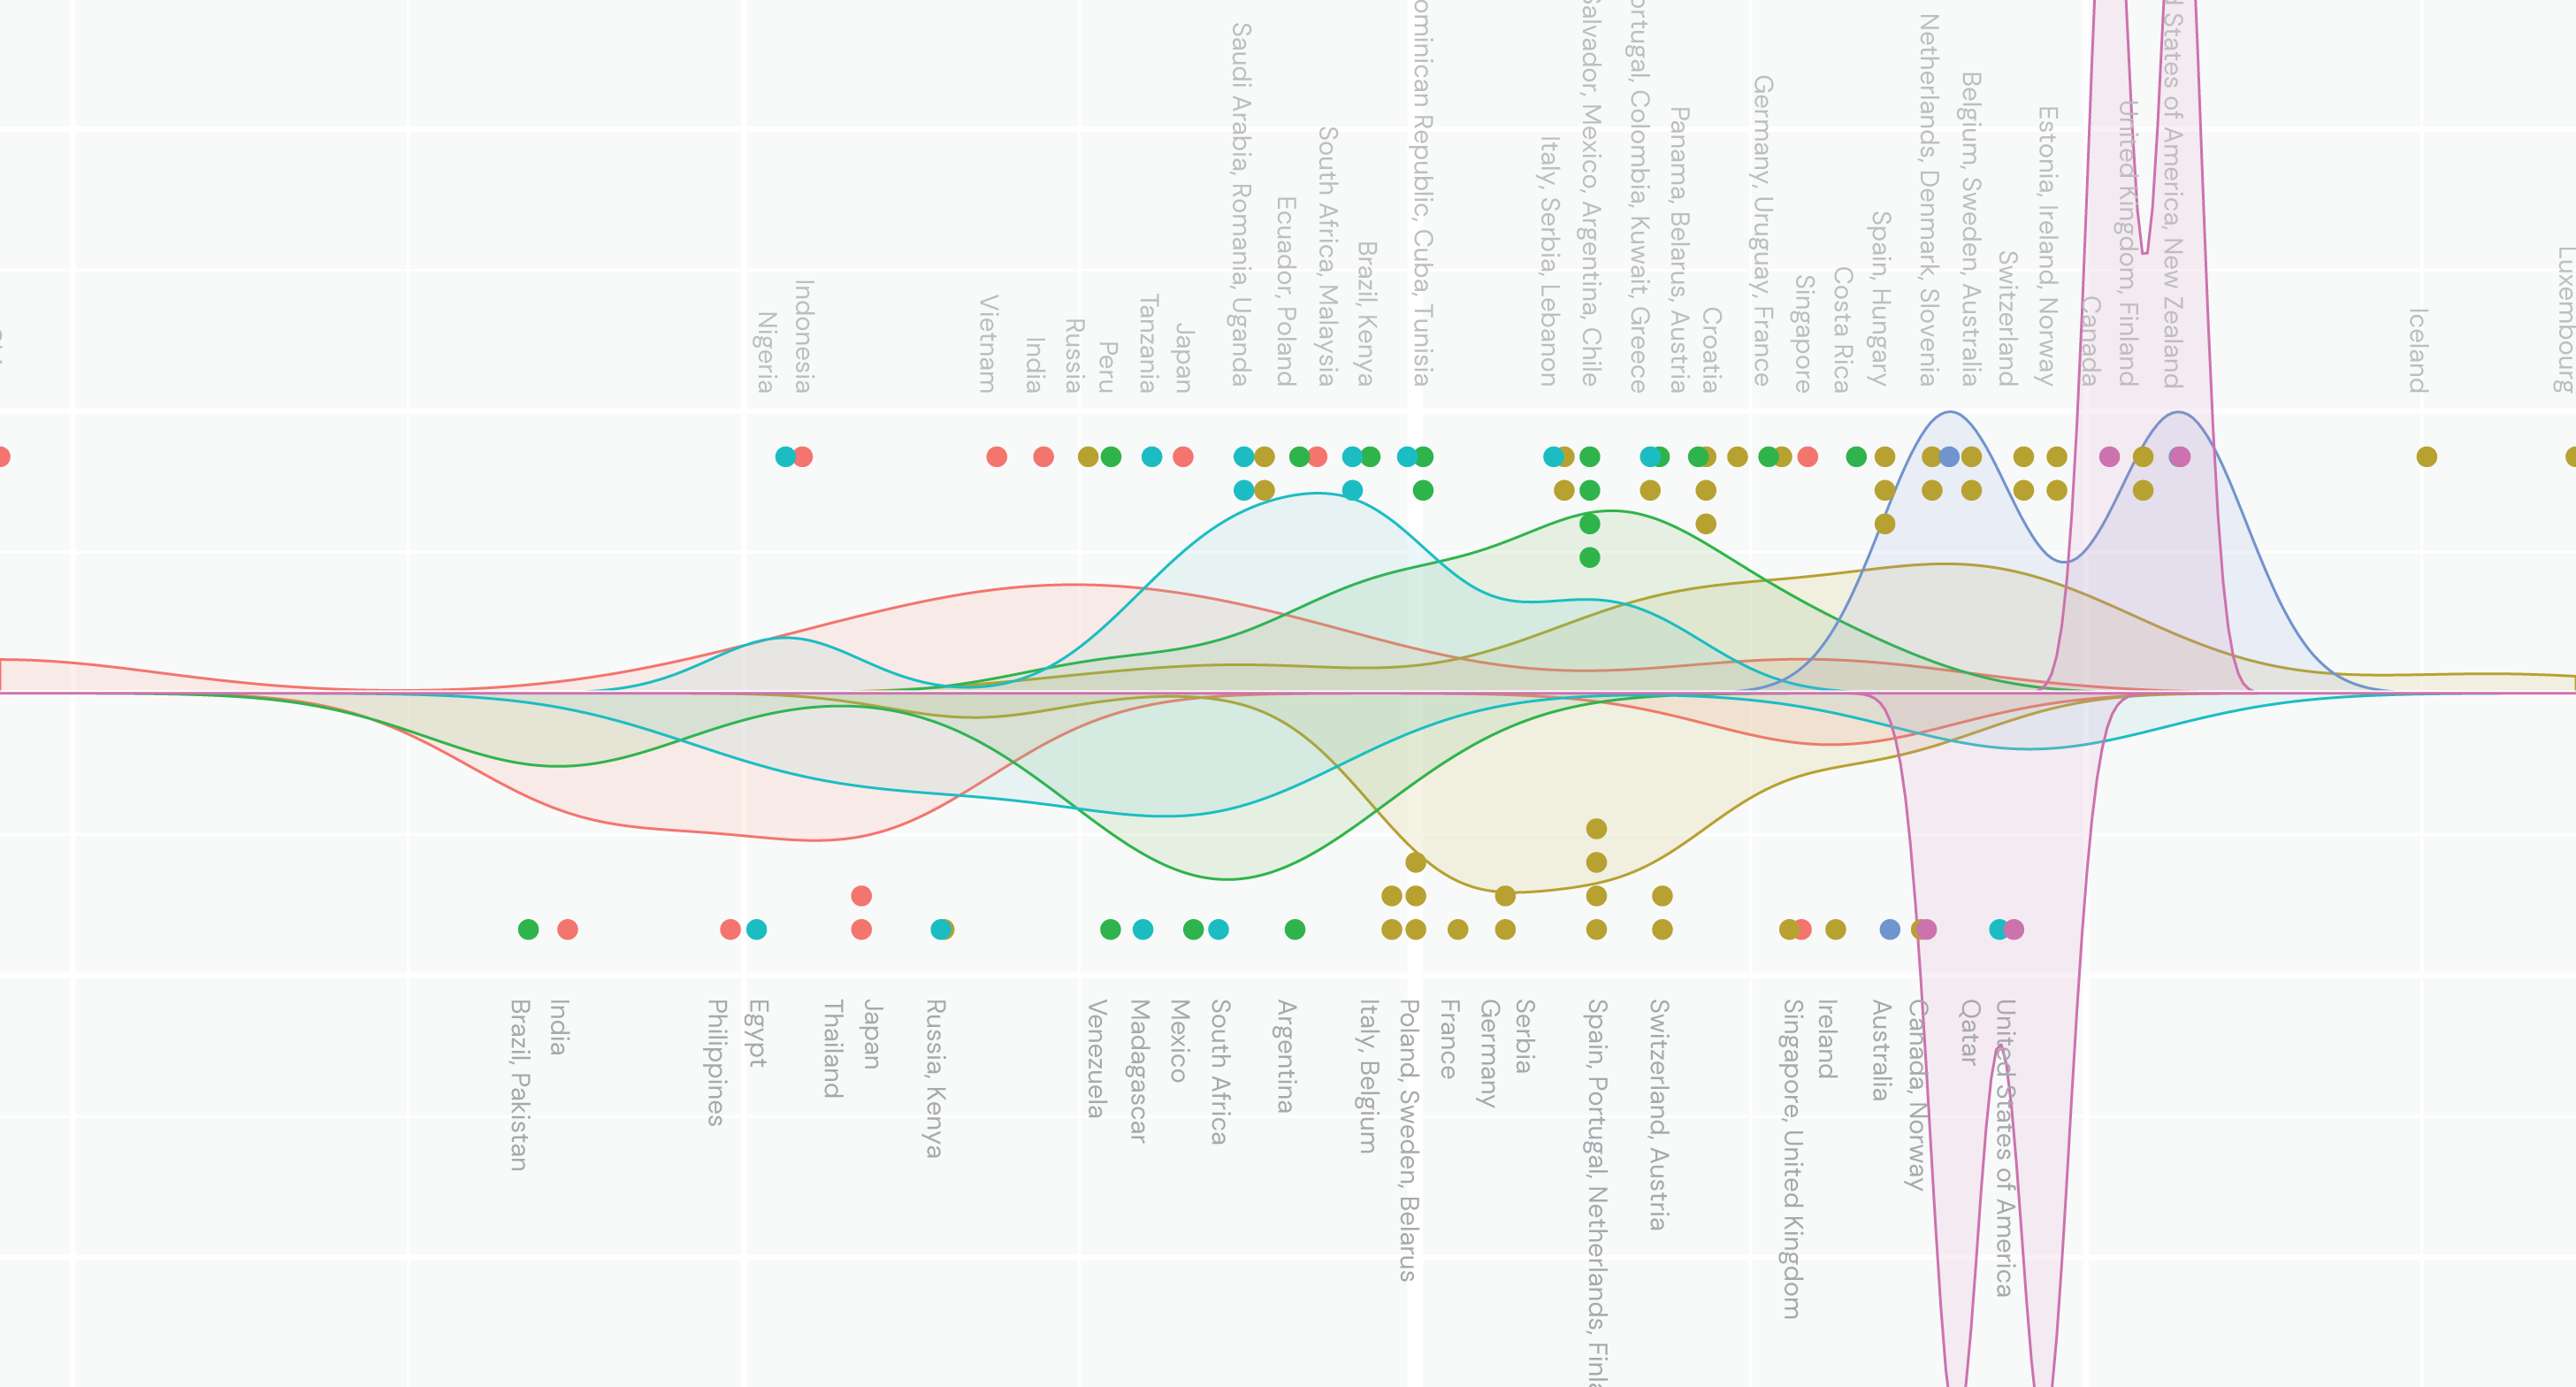 Saudi Arabia, Romania, Uganda
South Africa, Malaysia
Ecuador, Poland
Brazil, Kenya
Dominican Republic, Cuba, Tunisia
Italy, Serbia, Lebanon
Salvador, Mexico, Argentina, Chile
Portugal, Colombia, Kuwait, Greece
Panama, Belarus, Austria
Croatia
Germany, Uruguay, France
Singapore
Costa Rica
Spain, Hungary
Netherlands, Denmark, Slovenia
Belgium, Sweden, Australia
Switzerland
Estonia, Ireland, Norway
Canada
United Kingdom, Finland
States of America, New Zealand
Iceland
Luxembourg
Nigeria
Indonesia
Vietnam
India
Russia
Peru
Tanzania
Japan
Brazil, Pakistan
India
Philippines
Egypt
Thailand
Japan
Russia, Kenya
Venezuela
Madagascar
Mexico
South Africa
Argentina
Italy, Belgium
Poland, Sweden, Belarus
France
Germany
Serbia
Spain, Portugal, Netherlands,
Switzerland, Austria
Singapore, United Kingdom
Ireland
Australia
Canada, Norway
Qatar
United States of America